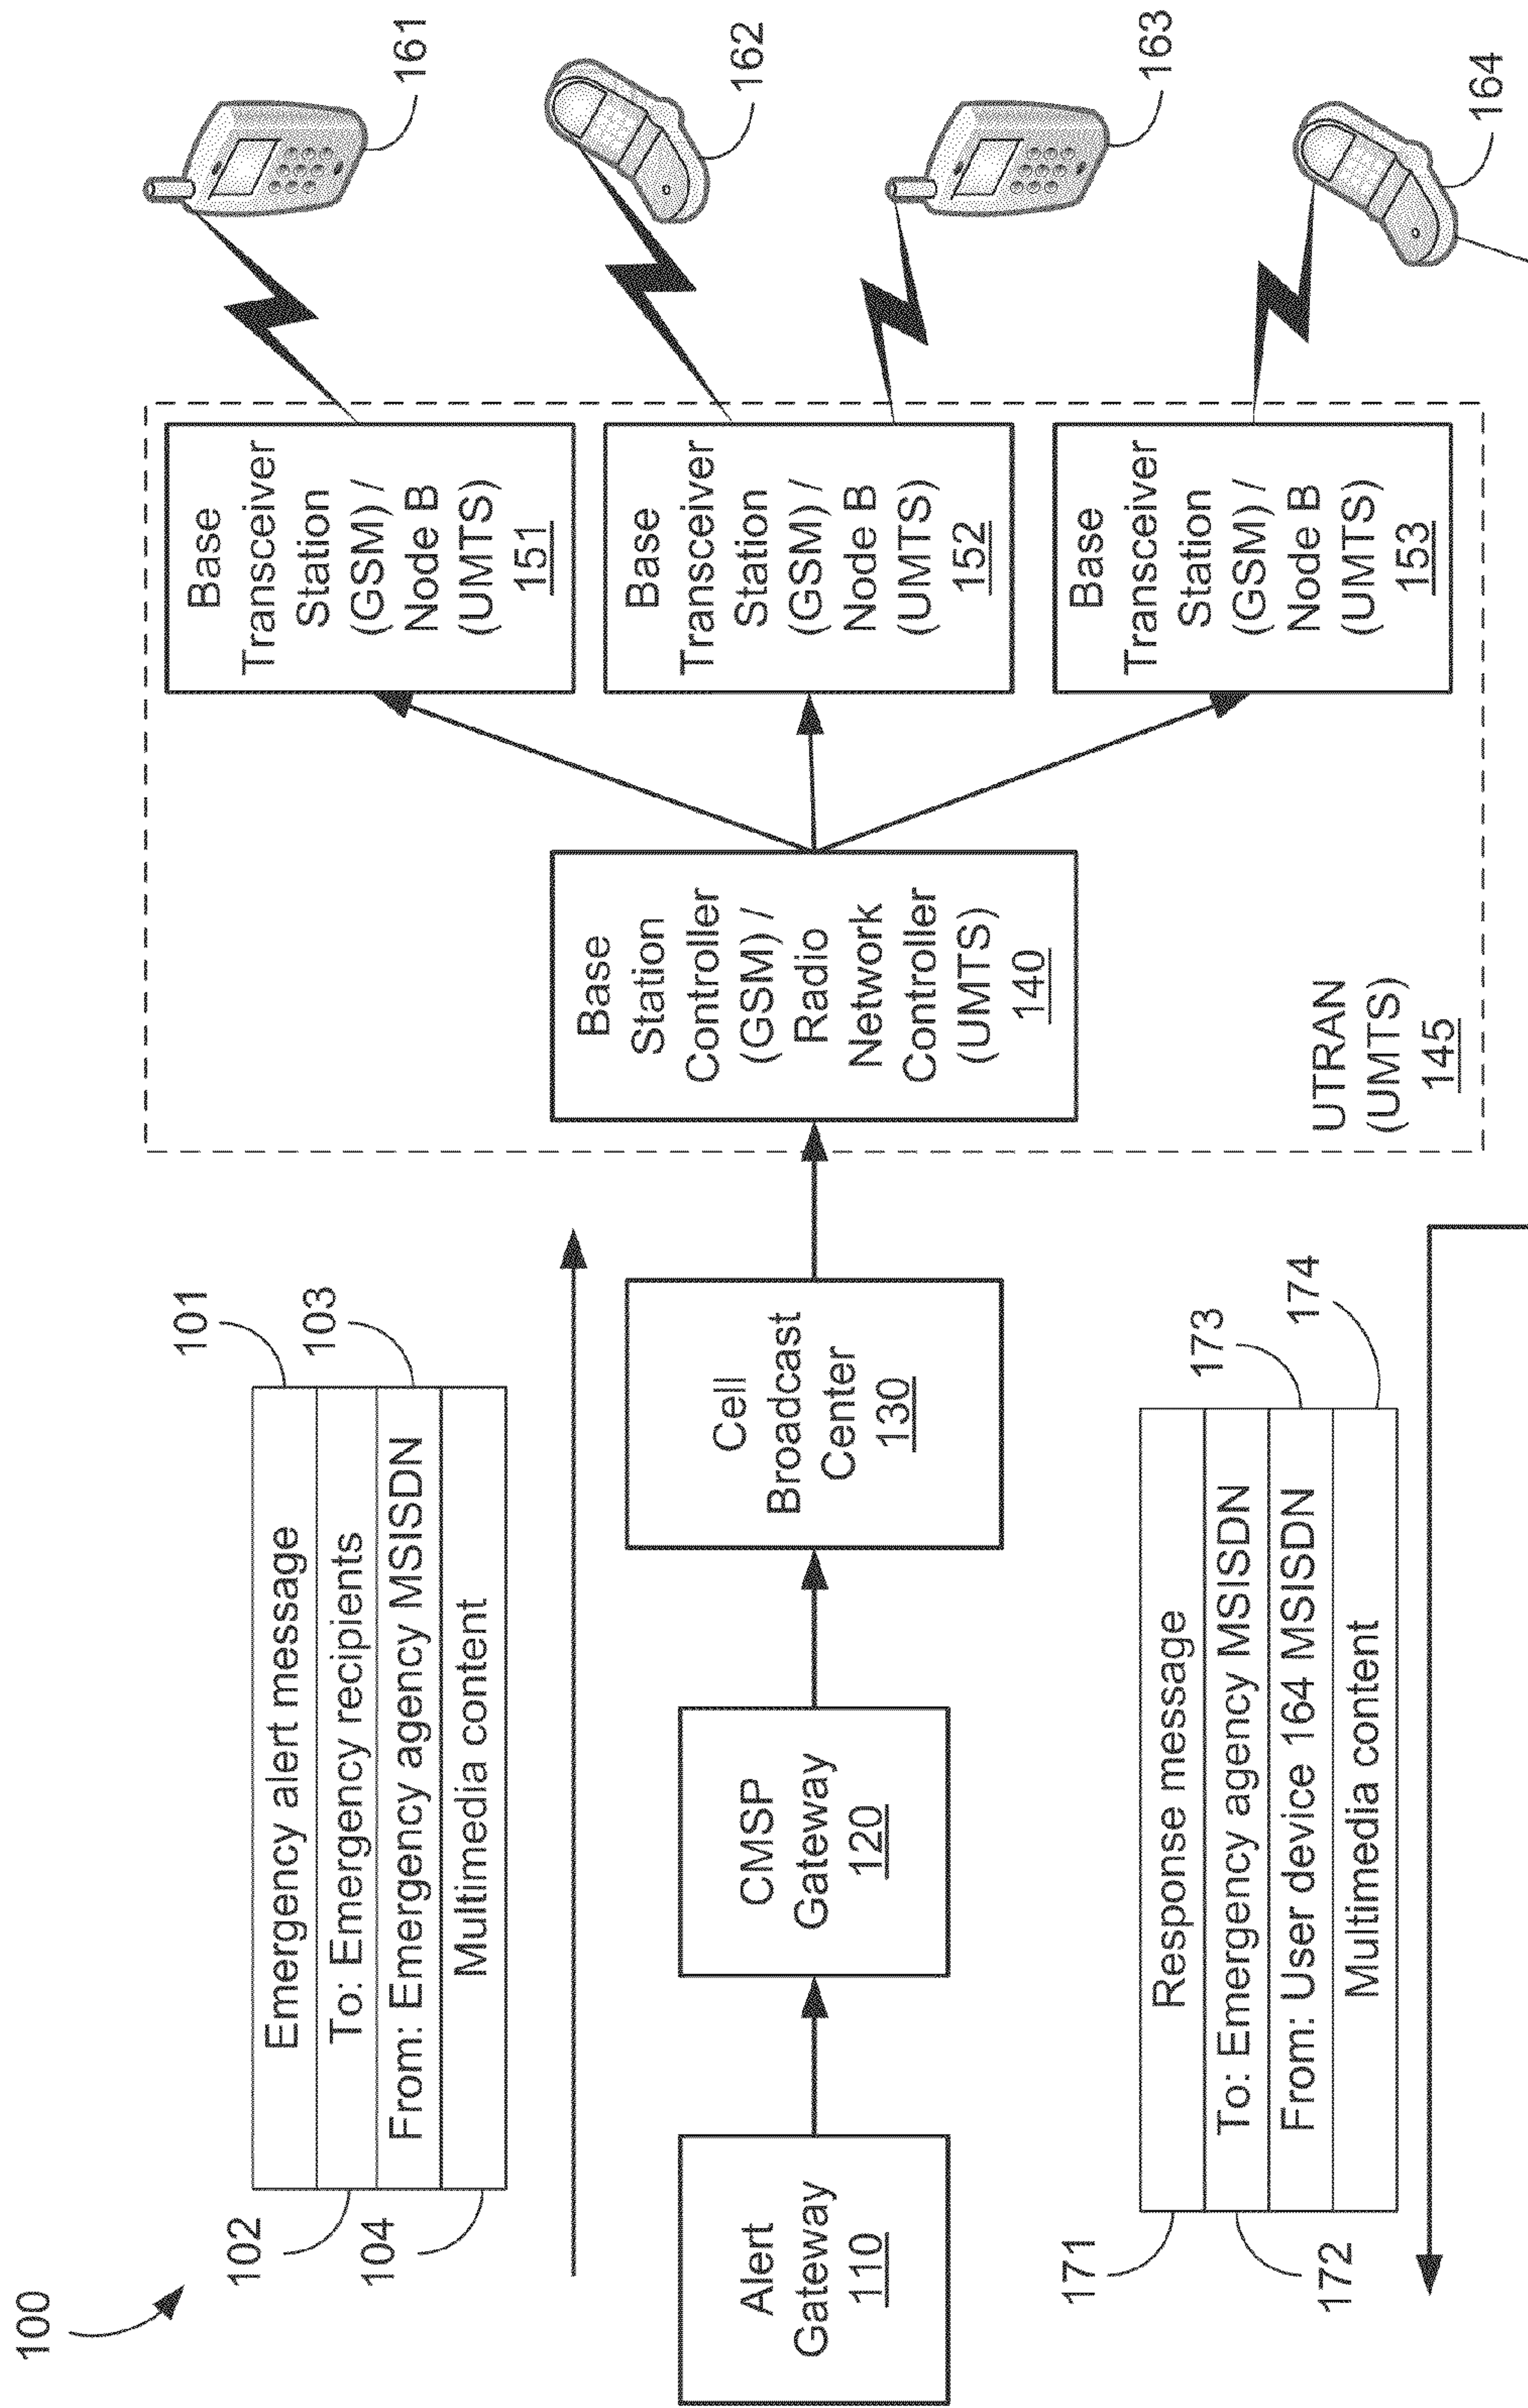 100
101
102
Emergency alert message
To: Emergency recipients
From: Emergency agency MSISDN
Multimedia content
103
104
Alert
Gateway
110
CMSP
Gateway
120
Cell
Broadcast
Center
130
Base
Station
Controller
(GSM) /
Radio
Network
Controller
(UMTS)
140
UTRAN
(UMTS)
145
Base
Transceiver
Station
(GSM) /
Node B
(UMTS)
151
Base
Transceiver
Station
(GSM) /
Node B
(UMTS)
152
Base
Transceiver
Station
(GSM) /
Node B
(UMTS)
153
161
162
163
164
171
172
Response message
To: Emergency agency MSISDN
From: User device 164 MSISDN
Multimedia content
173
174